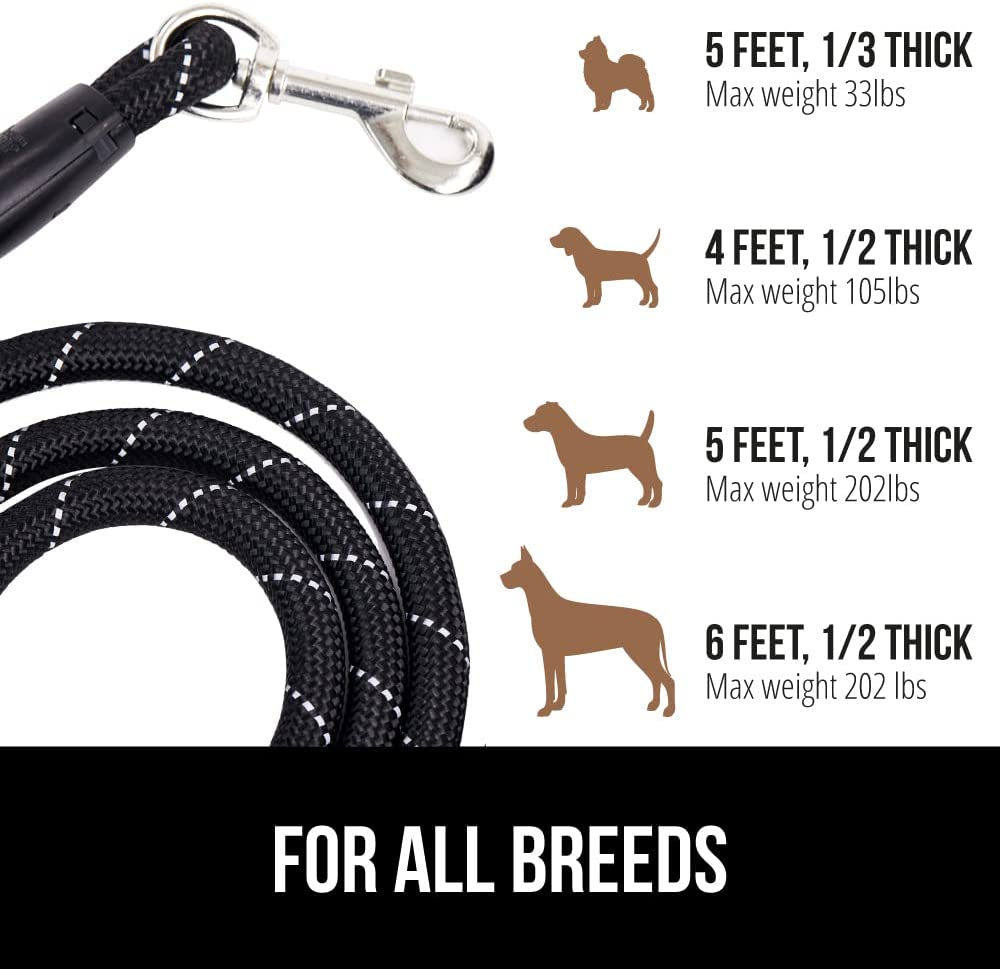 5 FEET, 1/3 THICK
Max weight 33lbs
4 FEET, 1/2 THICK
Max weight 105lbs
5 FEET, 1/2 THICK
Max weight 202lbs
6 FEET, 1/2 THICK
Max weight 202 lbs
FOR ALL BREEDS